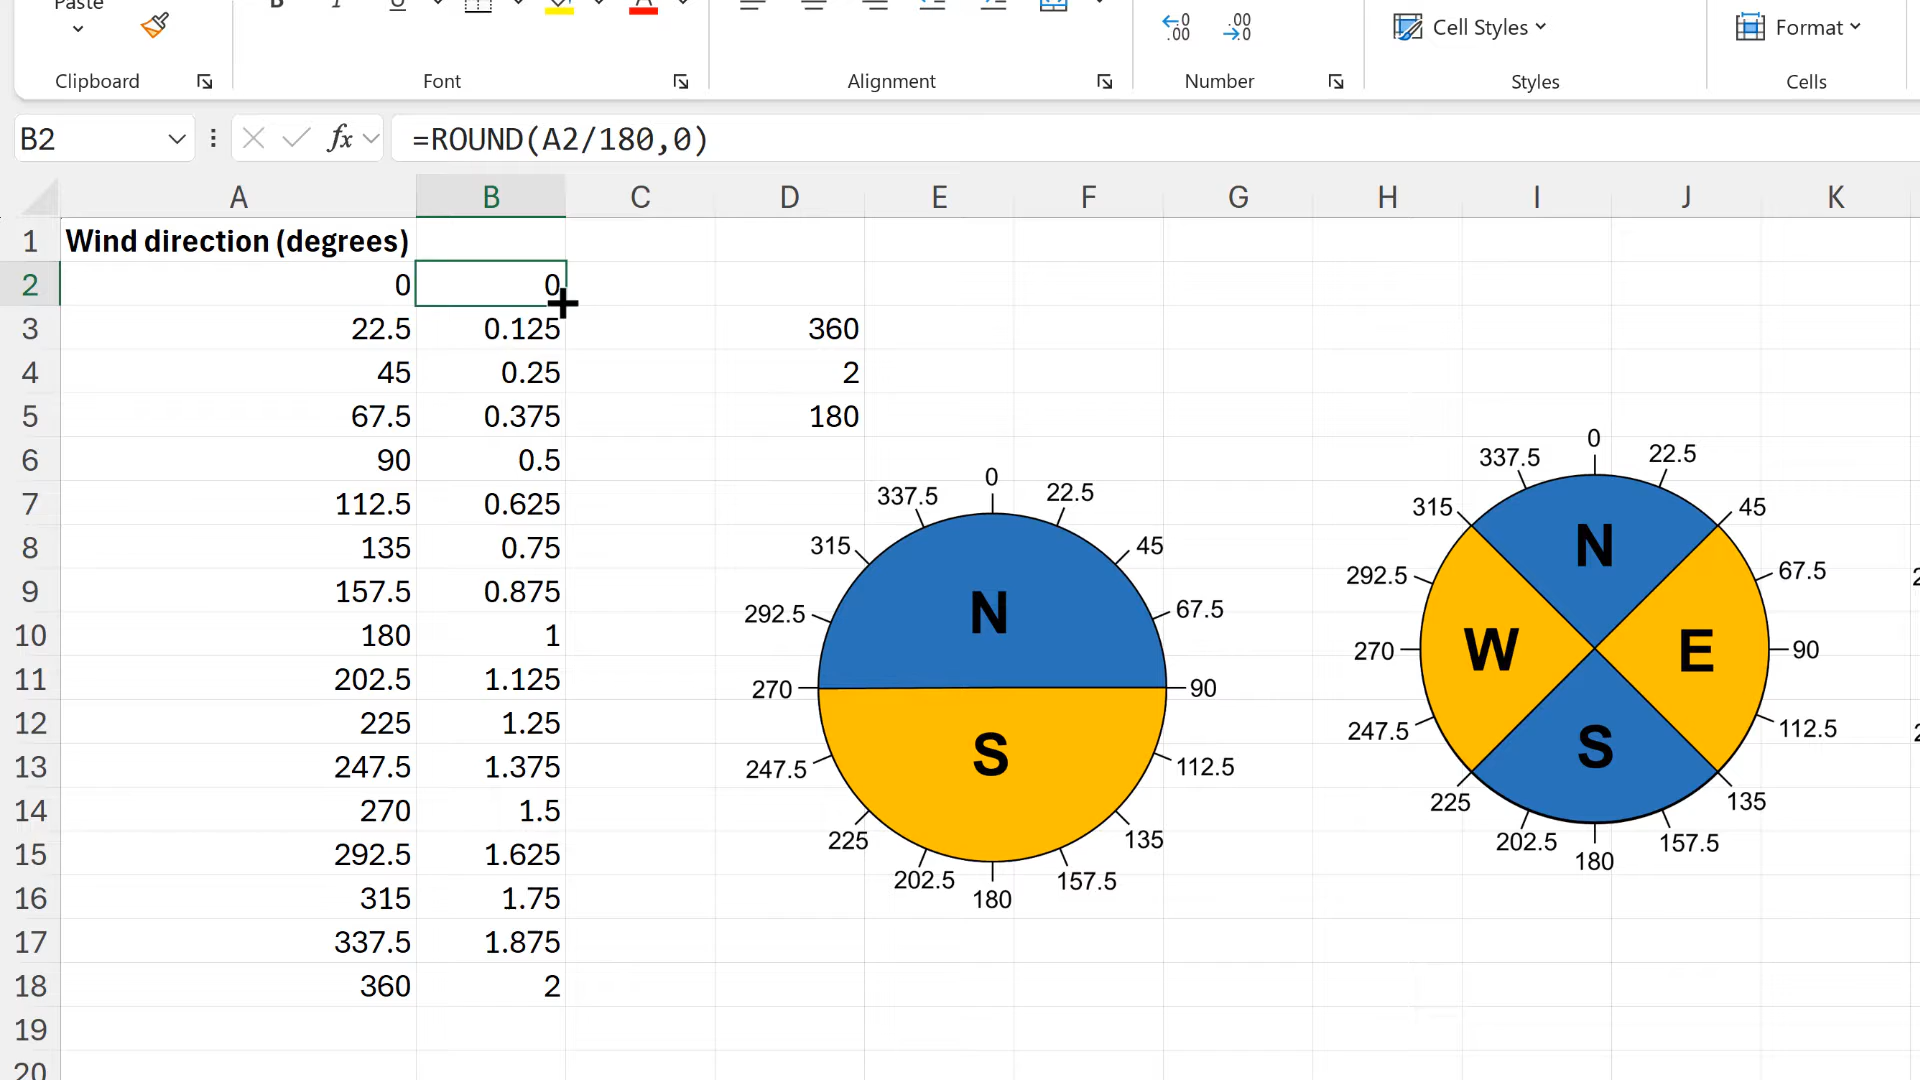 Paste
B I U A
.00 .00
Cell Styles
Format
Clipboard Font Alignment Number Styles Cells
B2 fx =ROUND(A2/180,0)
A B C D E F G H I J K
1 Wind direction (degrees)
2 0 0
3 22.5 0.125 360
4 45 0.25 2
5 67.5 0.375 180
6 90 0.5
7 112.5 0.625
8 135 0.75
9 157.5 0.875
10 180 1
11 202.5 1.125
12 225 1.25
13 247.5 1.375
14 270 1.5
15 292.5 1.625
16 315 1.75
17 337.5 1.875
18 360 2
19
20
0
22.5
45
67.5
90
112.5
135
157.5
180
202.5
225
247.5
270
292.5
315
337.5
N
S
0
22.5
45
67.5
90
112.5
135
157.5
180
202.5
225
247.5
270
292.5
315
337.5
N
W E
S